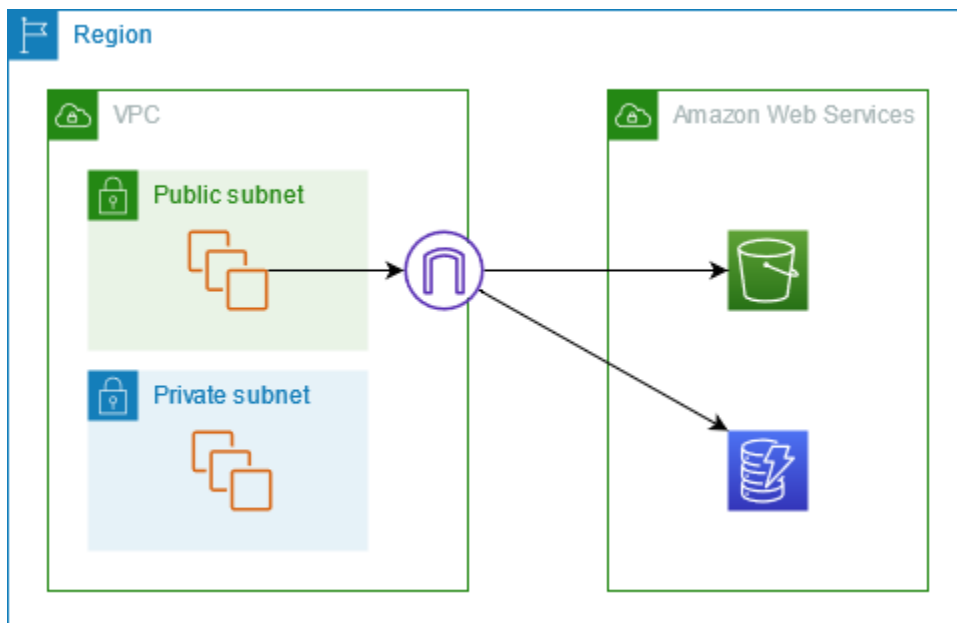 Region
VPC
Amazon Web Services
Public subnet
Private subnet